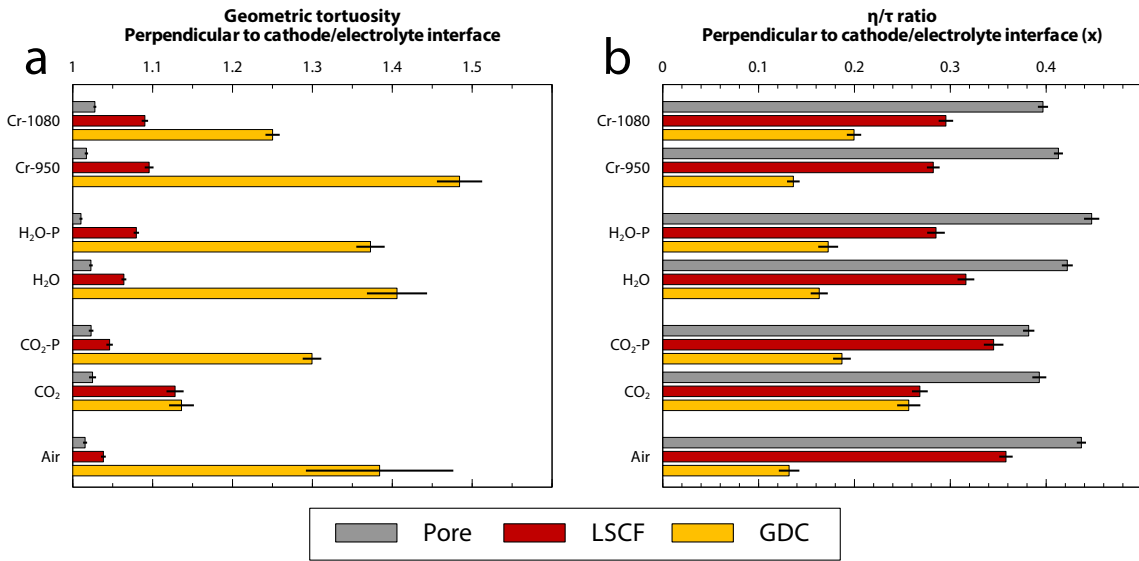 Geometric tortuosity
Perpendicular to cathode/electrolyte interface
a
1 1.1 1.2 1.3 1.4 1.5
Cr-1080
Cr-950
H₂O-P
H₂O
CO₂-P
CO₂
Air
η/τ ratio
Perpendicular to cathode/electrolyte interface (x)
b
0 0.1 0.2 0.3 0.4
Cr-1080
Cr-950
H₂O-P
H₂O
CO₂-P
CO₂
Air
Pore LSCF GDC